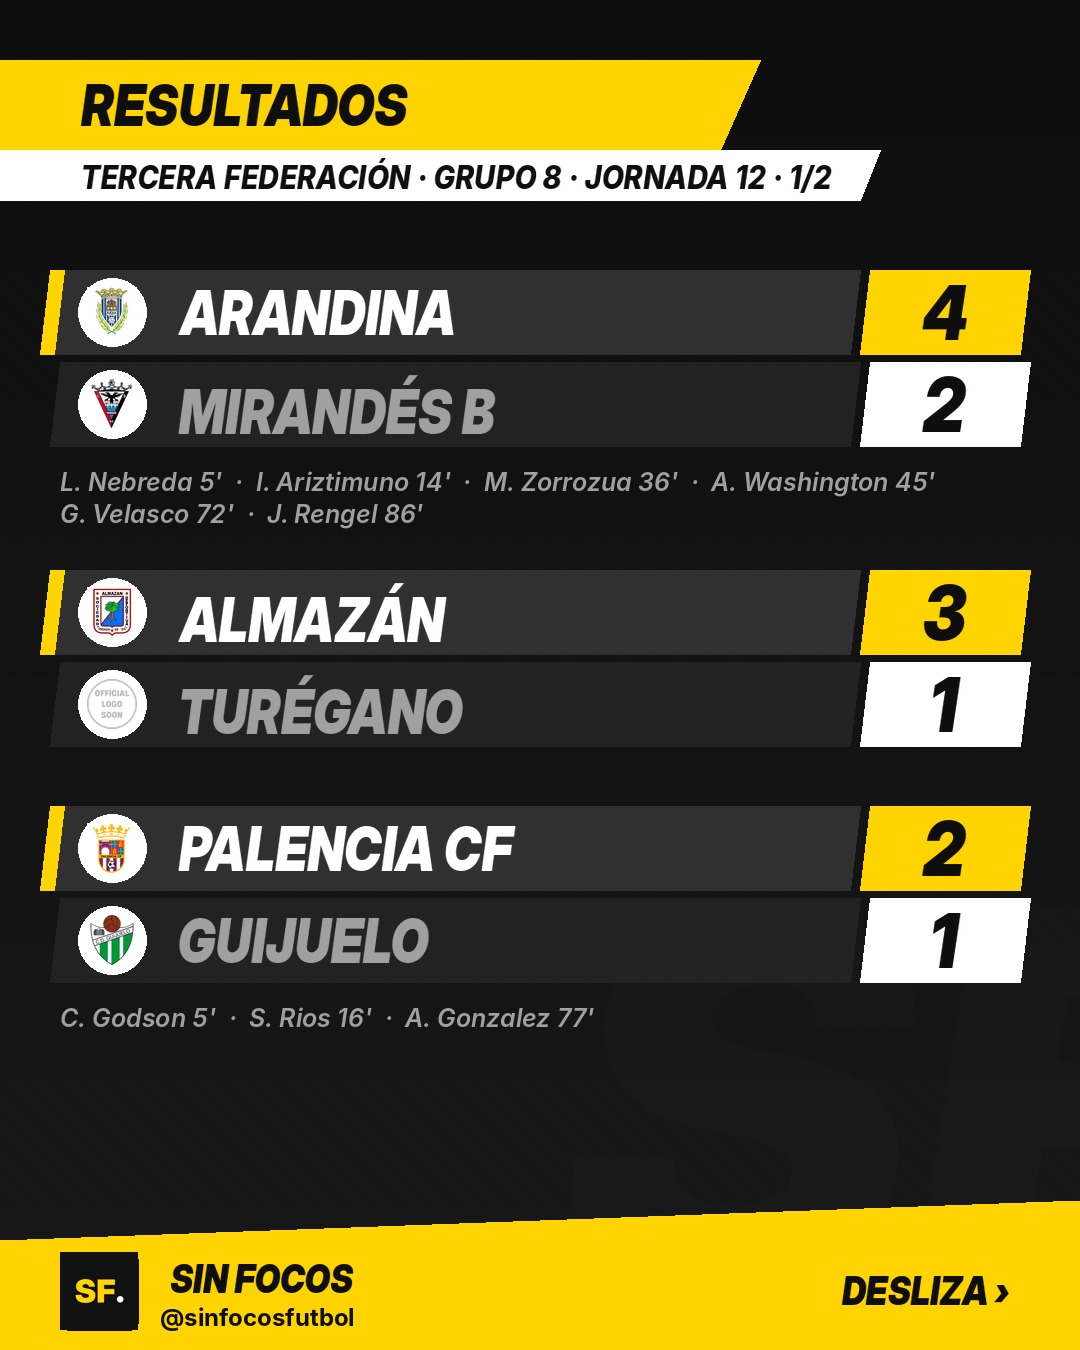 RESULTADOS
TERCERA FEDERACIÓN · GRUPO 8 · JORNADA 12 · 1/2
ARANDINA 4
MIRANDÉS B 2
L. Nebreda 5' · I. Ariztimuno 14' · M. Zorrozua 36' · A. Washington 45'
G. Velasco 72' · J. Rengel 86'
ALMAZAN
ALMAZÁN 3
OFFICIAL
LOGO
SOON
TURÉGANO 1
PALENCIA CF 2
GUIJUELO 1
C. Godson 5' · S. Rios 16' · A. Gonzalez 77'
SF.
SIN FOCOS
@sinfocosfutbol
DESLIZA ›